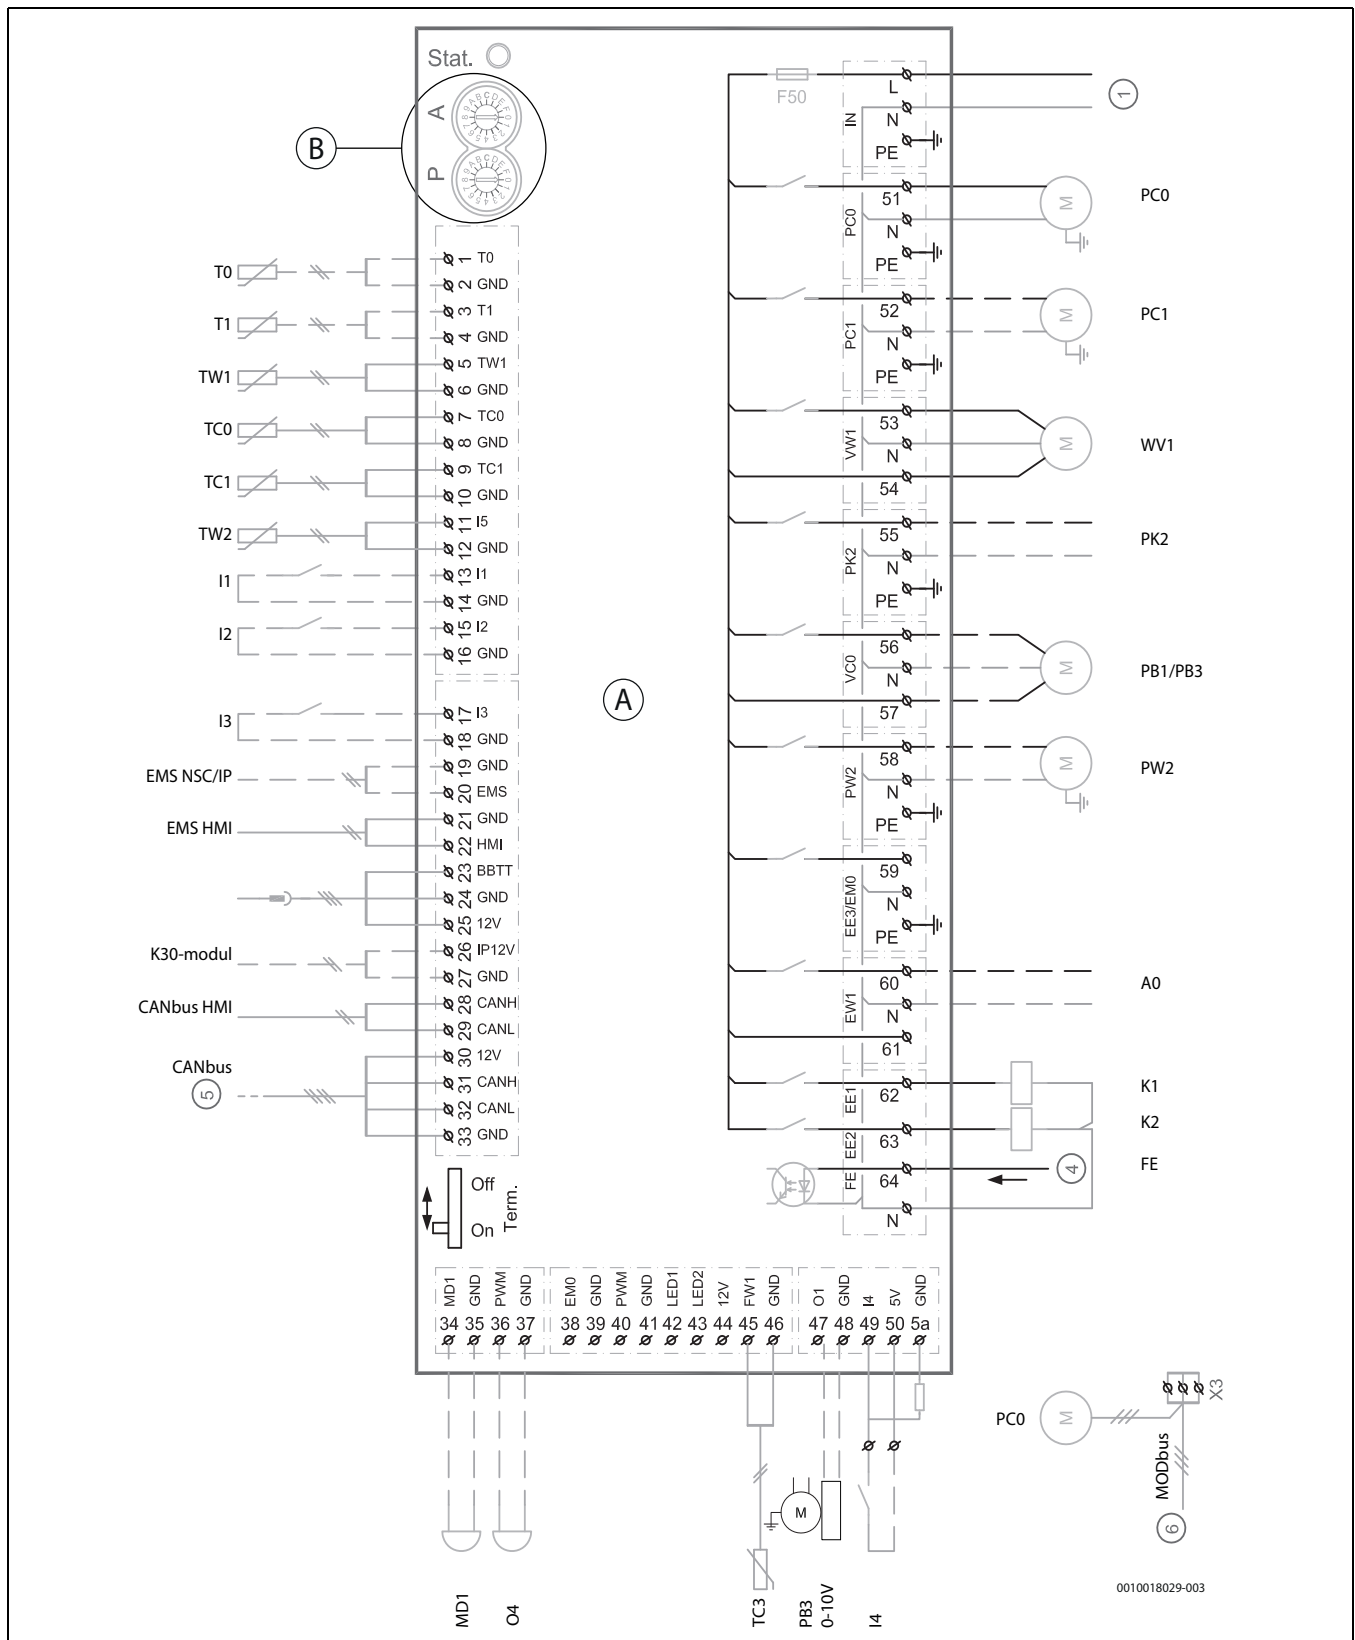 Stat.
A
P
B
A
T0
T1
TW1
TC0
TC1
TW2
I1
I2
I3
EMS NSC/IP
EMS HMI
K30-modul
CANbus HMI
CANbus
5
1 T0
2 GND
3 T1
4 GND
5 TW1
6 GND
7 TC0
8 GND
9 TC1
10 GND
11 I5
12 GND
13 I1
14 GND
15 I2
16 GND
17 I3
18 GND
19 GND
20 EMS
21 GND
22 HMI
23 BBTT
24 GND
25 12V
26 IP12V
27 GND
28 CANH
29 CANL
30 12V
31 CANH
32 CANL
33 GND
Off
On
Term.
F50
IN
L
N
PE
1
PC0
51
N
PE
M
PC0
PC1
52
N
PE
M
PC1
VW1
53
N
54
M
WV1
PK2
55
N
PE
PK2
VC0
56
N
57
M
PB1/PB3
PW2
58
N
PE
M
PW2
EE3/EM0
59
N
PE
EW1
60
N
61
A0
EE1
62
K1
EE2
63
K2
FE
64
N
4
FE
MD1 GND PWM GND
34 35 36 37
EM0 GND PWM GND LED1 LED2 12V FW1 GND
38 39 40 41 42 43 44 45 46
O1 GND I4 5V GND
47 48 49 50 5a
MD1
O4
TC3
M
PB3
0-10V
I4
PC0
M
X3
MODbus
6
0010018029-003